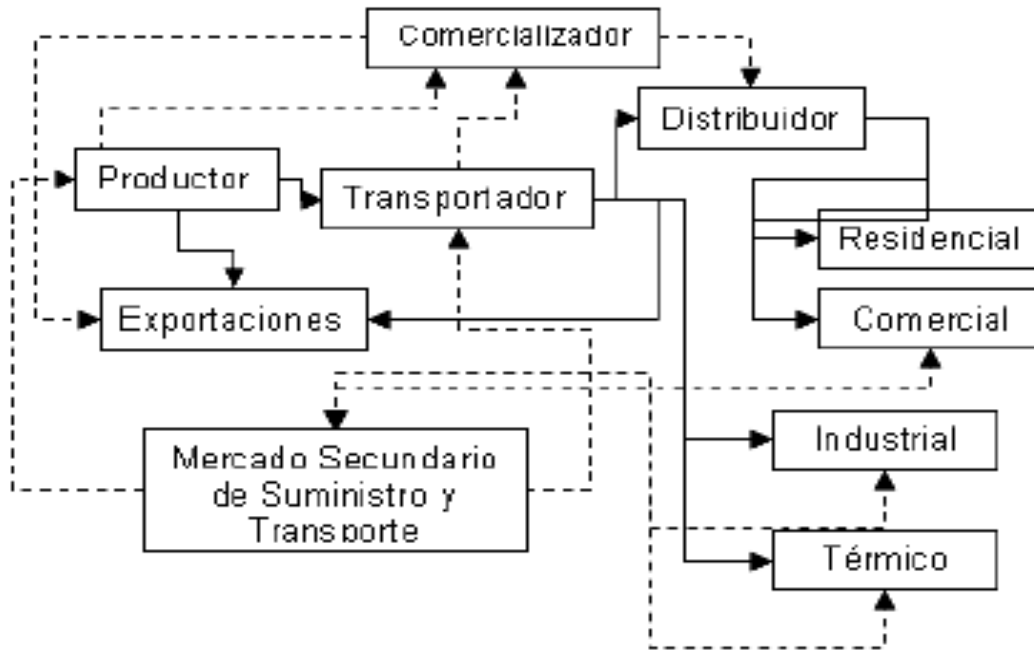 Comercializador
Distribuidor
Productor
Transportador
Residencial
Exportaciones
Comercial
Industrial
Mercado Secundario
de Suministro y
Transporte
Térmico